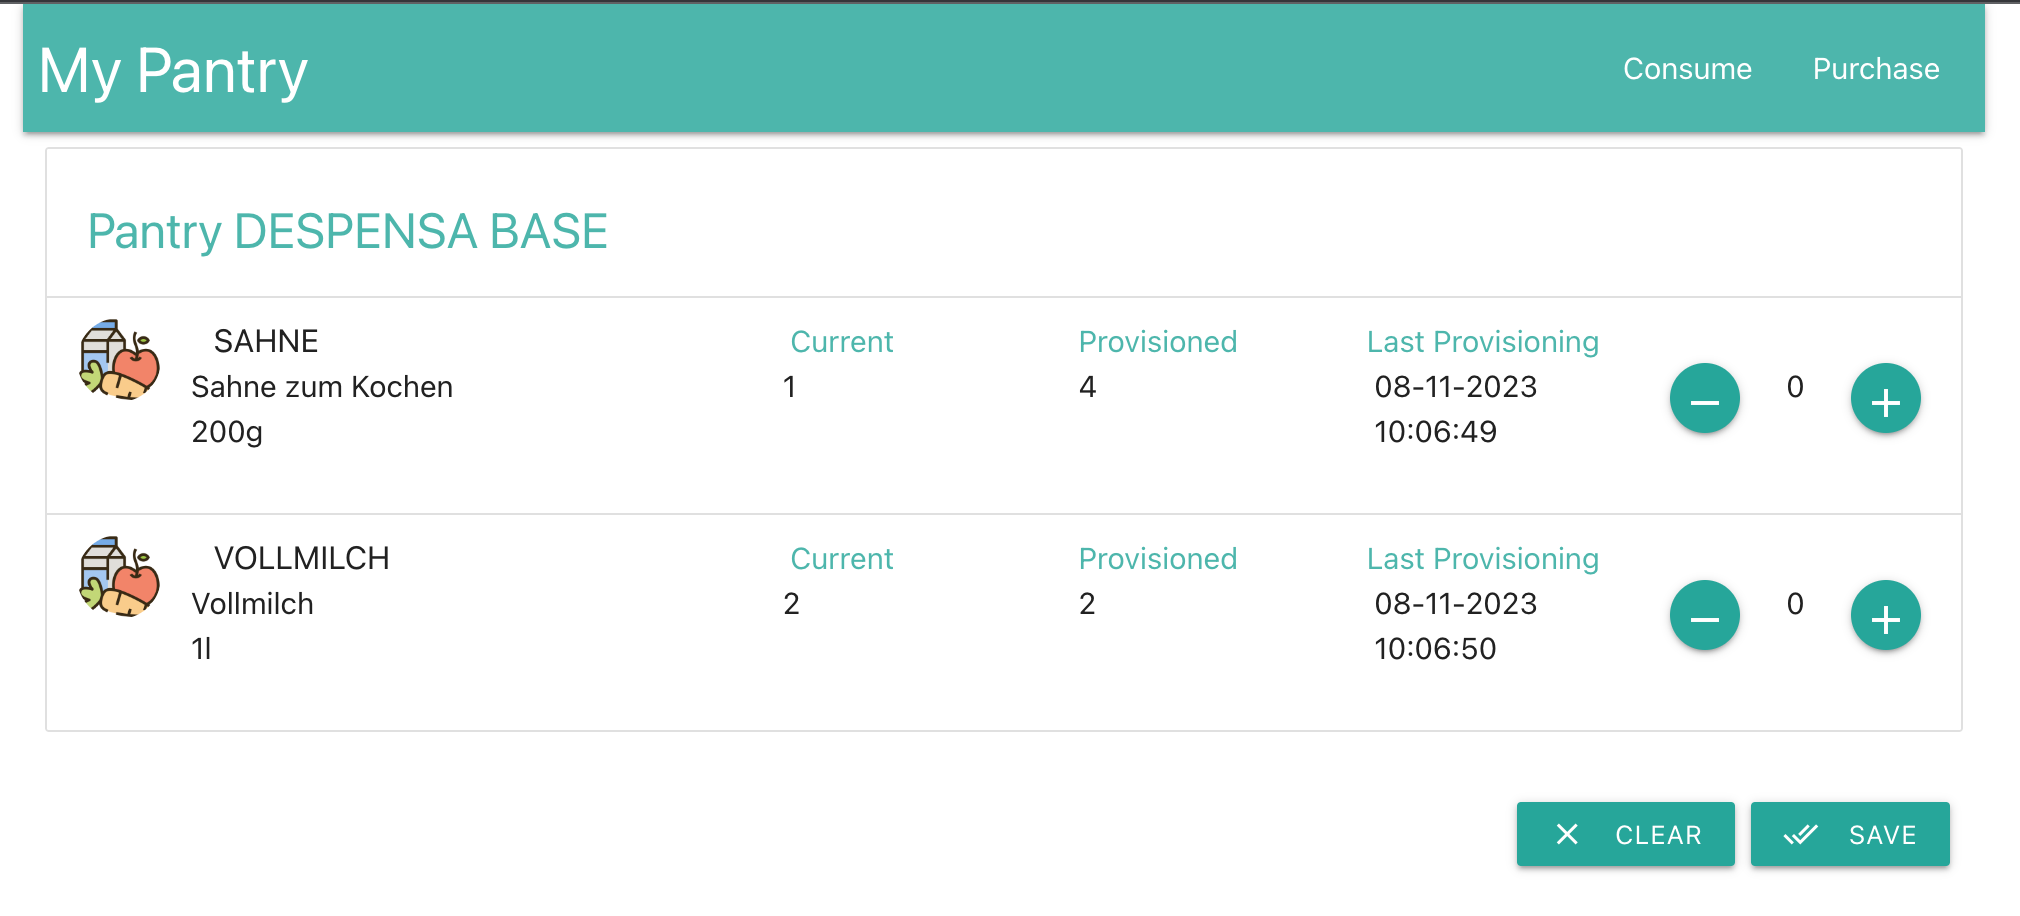 My Pantry
Consume Purchase
Pantry DESPENSA BASE
SAHNE Current Provisioned Last Provisioning
Sahne zum Kochen 1 4 08-11-2023 0
200g 10:06:49
VOLLMILCH Current Provisioned Last Provisioning
Vollmilch 2 2 08-11-2023 0
1l 10:06:50
CLEAR SAVE